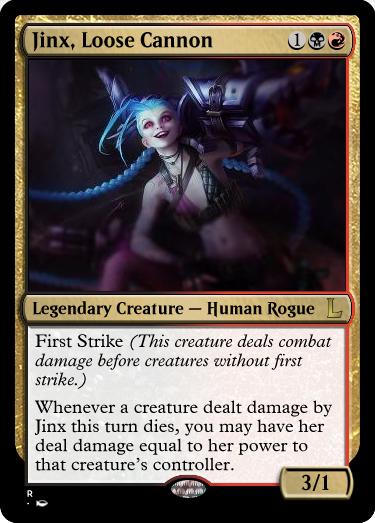 Jinx, Loose Cannon 1
Legendary Creature — Human Rogue L
First Strike (This creature deals combat
damage before creatures without first
strike.)
Whenever a creature dealt damage by
Jinx this turn dies, you may have her
deal damage equal to her power to
that creature's controller.
3/1
R